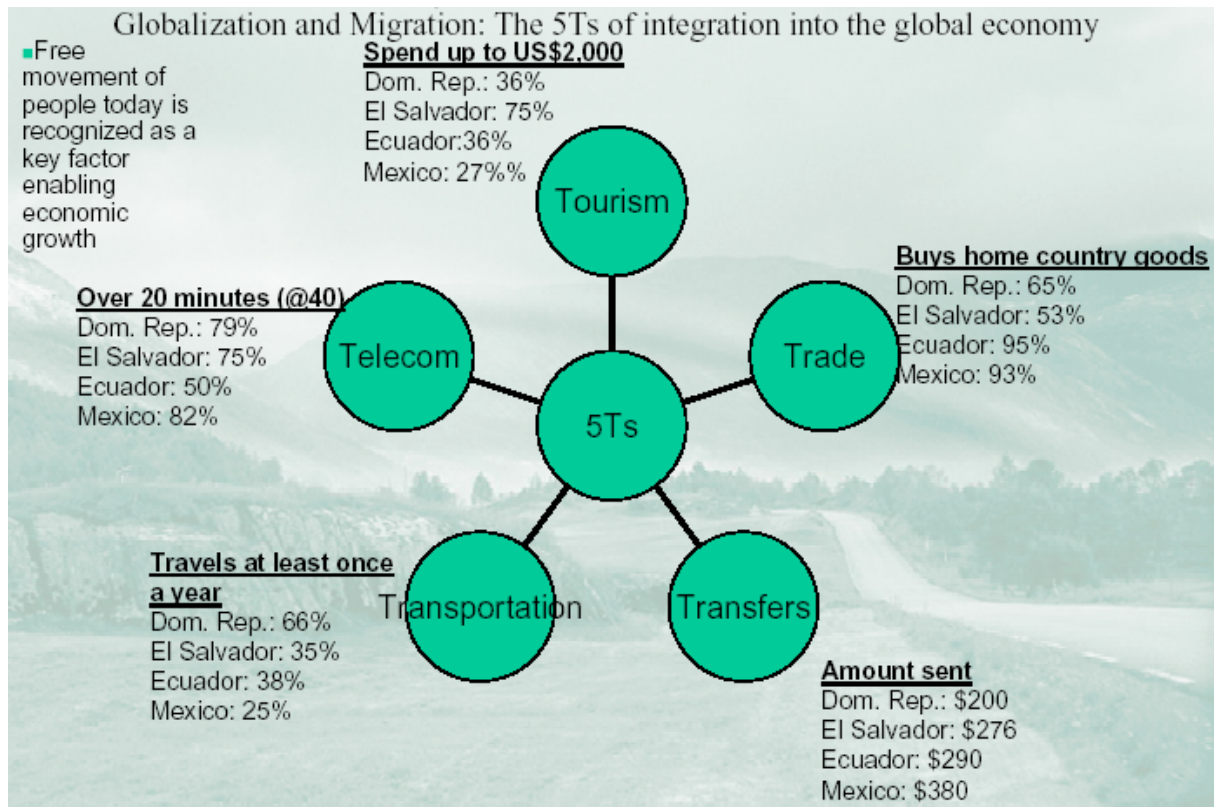 Globalization and Migration: The 5Ts of integration into the global economy
▪Free
movement of
people today is
recognized as a
key factor
enabling
economic
growth
Spend up to US$2,000
Dom. Rep.: 36%
El Salvador: 75%
Ecuador:36%
Mexico: 27%%
Tourism
Buys home country goods
Dom. Rep.: 65%
El Salvador: 53%
Ecuador: 95%
Mexico: 93%
Trade
Over 20 minutes (@40)
Dom. Rep.: 79%
El Salvador: 75%
Ecuador: 50%
Mexico: 82%
Telecom
5Ts
Travels at least once
a year
Dom. Rep.: 66%
El Salvador: 35%
Ecuador: 38%
Mexico: 25%
Transportation
Transfers
Amount sent
Dom. Rep.: $200
El Salvador: $276
Ecuador: $290
Mexico: $380